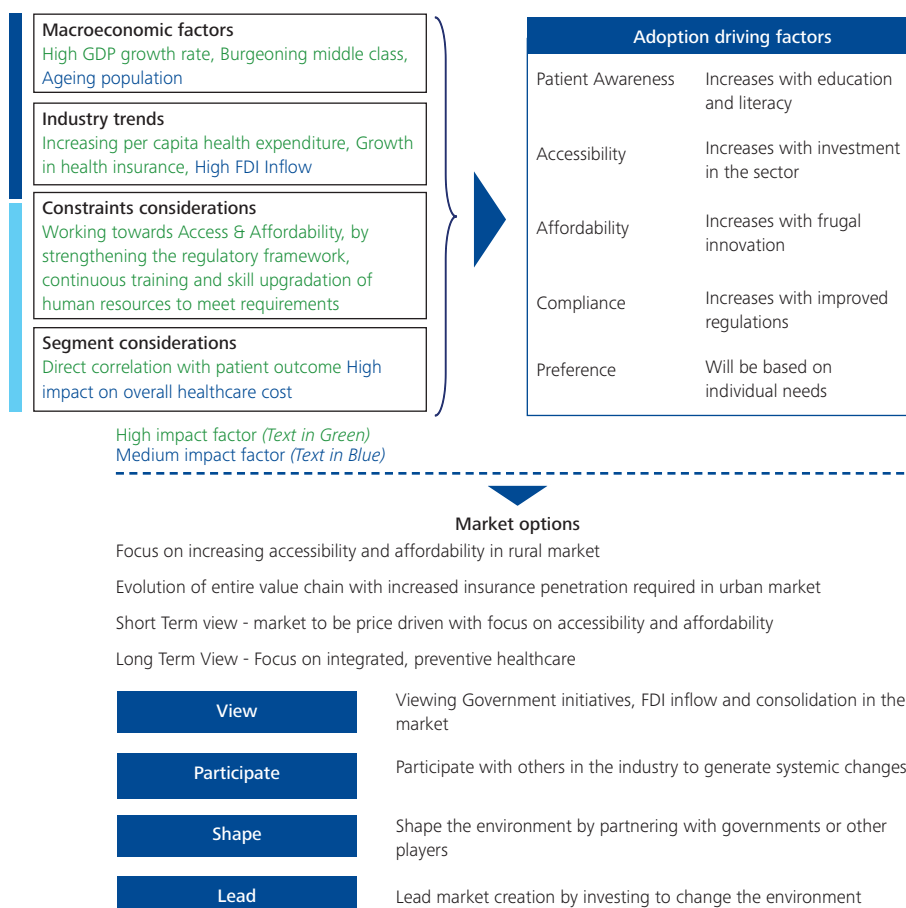 Macroeconomic factors
High GDP growth rate, Burgeoning middle class,
Ageing population
Industry trends
Increasing per capita health expenditure, Growth
in health insurance, High FDI Inflow
Constraints considerations
Working towards Access & Affordability, by
strengthening the regulatory framework,
continuous training and skill upgradation of
human resources to meet requirements
Segment considerations
Direct correlation with patient outcome High
impact on overall healthcare cost
Adoption driving factors
Patient Awareness
Increases with education
and literacy
Accessibility
Increases with investment
in the sector
Affordability
Increases with frugal
innovation
Compliance
Increases with improved
regulations
Preference
Will be based on
individual needs
High impact factor (Text in Green)
Medium impact factor (Text in Blue)
Market options
Focus on increasing accessibility and affordability in rural market
Evolution of entire value chain with increased insurance penetration required in urban market
Short Term view - market to be price driven with focus on accessibility and affordability
Long Term View - Focus on integrated, preventive healthcare
View
Viewing Government initiatives, FDI inflow and consolidation in the
market
Participate
Participate with others in the industry to generate systemic changes
Shape
Shape the environment by partnering with governments or other
players
Lead
Lead market creation by investing to change the environment